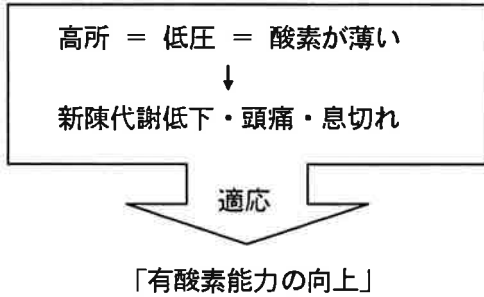 高所 ＝ 低圧 ＝ 酸素が薄い
↓
新陳代謝低下・頭痛・息切れ
適応
「有酸素能力の向上」